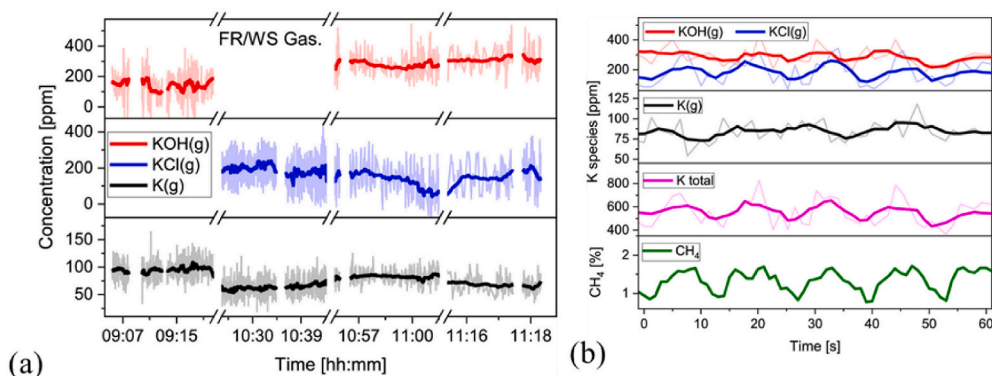 FR/WS Gas.
400
200
0
Concentration [ppm]
KOH(g)
KCl(g)
K(g)
400
200
0
150
100
50
09:07 09:15 10:30 10:39 10:57 11:00 11:16 11:18
Time [hh:mm]
(a)
KOH(g) KCl(g)
400
200
K species [ppm]
K(g)
125
100
75
50
K total
800
600
400
CH₄
CH₄ [%]
2
1
0 10 20 30 40 50 60
Time [s]
(b)